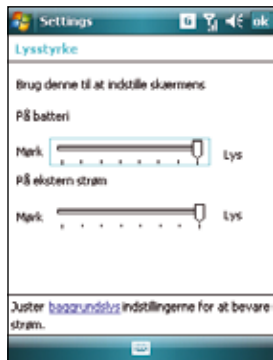 Settings G ok
Lysstyrke
Brug denne til at indstille skærmens
På batteri
Mørk Lys
På ekstern strøm
Mørk Lys
Juster baggrundslys indstillingerne for at bevare
strøm.